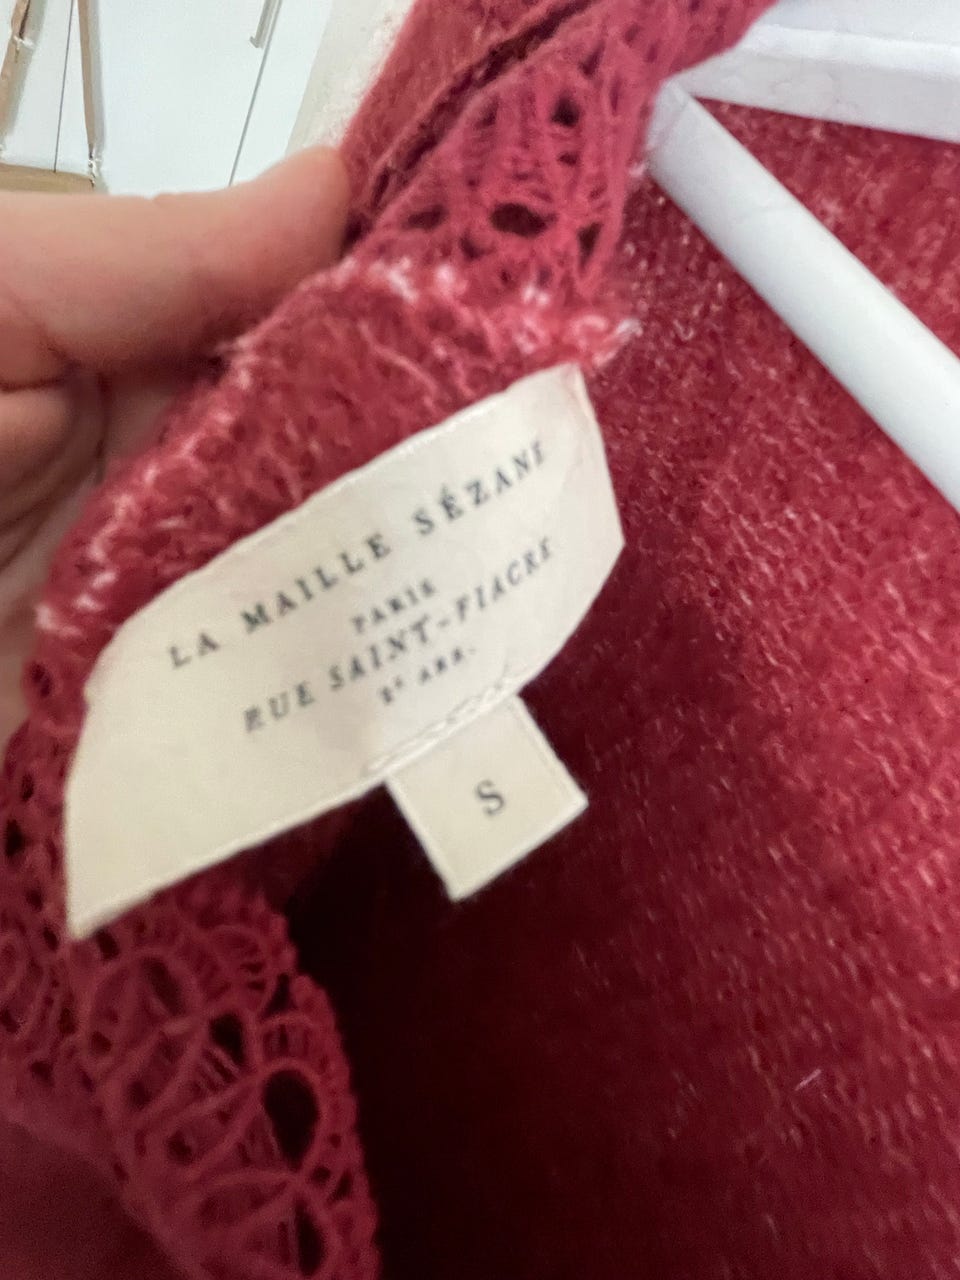 LA MAILLE SÉZANE
PARIS
RUE SAINT-FIACRE
2e ARR.
S